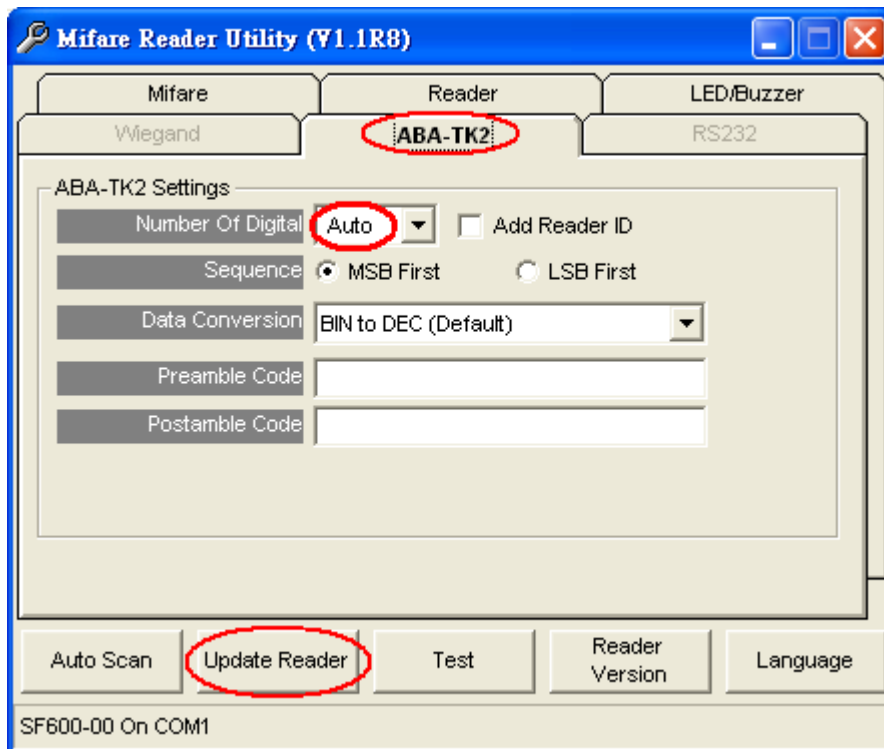 Mifare Reader Utility (V1.1R8)
Mifare Reader LED/Buzzer
Wiegand ABA-TK2 RS232
ABA-TK2 Settings
Number Of Digital Auto Add Reader ID
Sequence MSB First LSB First
Data Conversion BIN to DEC (Default)
Preamble Code
Postamble Code
Auto Scan Update Reader Test Reader Version Language
SF600-00 On COM1